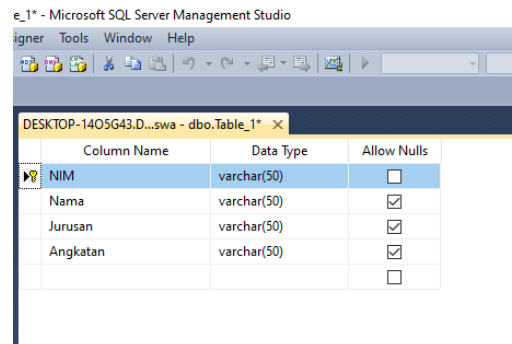 e_1* - Microsoft SQL Server Management Studio
igner Tools Window Help
DESKTOP-14O5G43.D...swa - dbo.Table_1*
Column Name Data Type Allow Nulls
NIM varchar(50)
Nama varchar(50)
Jurusan varchar(50)
Angkatan varchar(50)